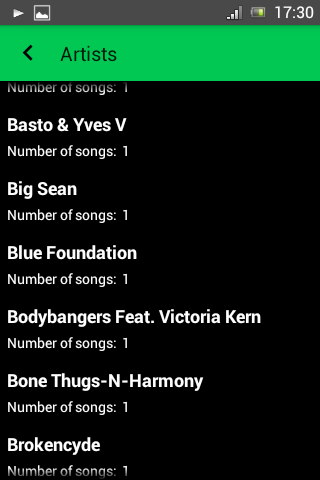 17:30
Artists
Number of songs: 1
Basto & Yves V
Number of songs: 1
Big Sean
Number of songs: 1
Blue Foundation
Number of songs: 1
Bodybangers Feat. Victoria Kern
Number of songs: 1
Bone Thugs-N-Harmony
Number of songs: 1
Brokencyde
Number of songs: 1